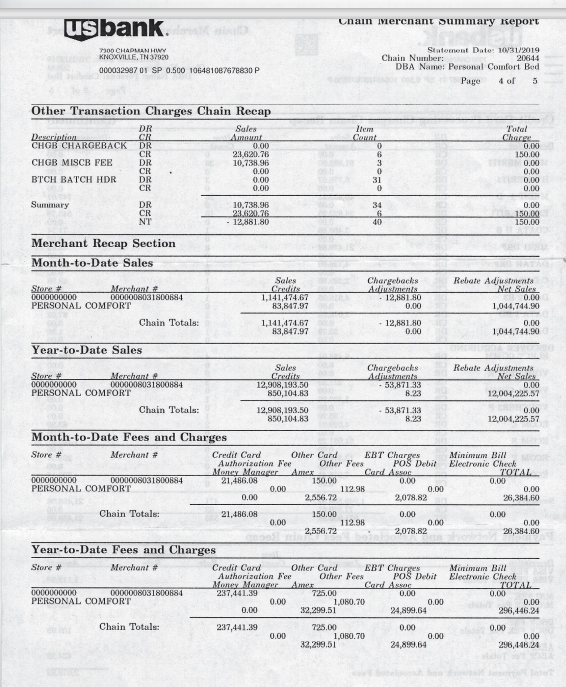 usbank.
7300 CHAPMAN HWY
KNOXVILLE, TN 37920
000032987 01 SP 0.500 106481087678830 P
Chain Merchant Summary Report
Statement Date: 10/31/2019
Chain Number: 20644
DBA Name: Personal Comfort Bed
Page 4 of 5
Other Transaction Charges Chain Recap
DR Sales Item Total
Description CR Amount Count Charge
CHGB CHARGEBACK DR 0.00 0 0.00
CR 23,620.76 6 150.00
CHGB MISCB FEE DR 10,738.96 3 0.00
CR 0.00 0 0.00
BTCH BATCH HDR DR 0.00 31 0.00
CR 0.00 0 0.00
Summary DR 10,738.96 34 0.00
CR 23,620.76 6 150.00
NT - 12,881.80 40 150.00
Merchant Recap Section
Month-to-Date Sales
Sales Chargebacks Rebate Adjustments
Store # Merchant # Credits Adjustments Net Sales
0000000000 0000008031800884 1,141,474.67 - 12,881.80 0.00
PERSONAL COMFORT 83,847.97 0.00 1,044,744.90
Chain Totals: 1,141,474.67 - 12,881.80 0.00
83,847.97 0.00 1,044,744.90
Year-to-Date Sales
Sales Chargebacks Rebate Adjustments
Store # Merchant # Credits Adjustments Net Sales
0000000000 0000008031800884 12,908,193.50 - 53,871.33 0.00
PERSONAL COMFORT 850,104.83 8.23 12,004,225.57
Chain Totals: 12,908,193.50 - 53,871.33 0.00
850,104.83 8.23 12,004,225.57
Month-to-Date Fees and Charges
Store # Merchant # Credit Card Other Card EBT Charges Minimum Bill
Authorization Fee Other Fees POS Debit Electronic Check
Money Manager Amex Card Assoc TOTAL
0000000000 0000008031800884 21,486.08 150.00 0.00 0.00
PERSONAL COMFORT 0.00 112.98 0.00 0.00
0.00 2,556.72 2,078.82 26,384.60
Chain Totals: 21,486.08 150.00 0.00 0.00
0.00 112.98 0.00 0.00
2,556.72 2,078.82 26,384.60
Year-to-Date Fees and Charges
Store # Merchant # Credit Card Other Card EBT Charges Minimum Bill
Authorization Fee Other Fees POS Debit Electronic Check
Money Manager Amex Card Assoc TOTAL
0000000000 0000008031800884 237,441.39 725.00 0.00 0.00
PERSONAL COMFORT 0.00 1,080.70 0.00 0.00
0.00 32,299.51 24,899.64 296,446.24
Chain Totals: 237,441.39 725.00 0.00 0.00
0.00 1,080.70 0.00 0.00
32,299.51 24,899.64 296,446.24